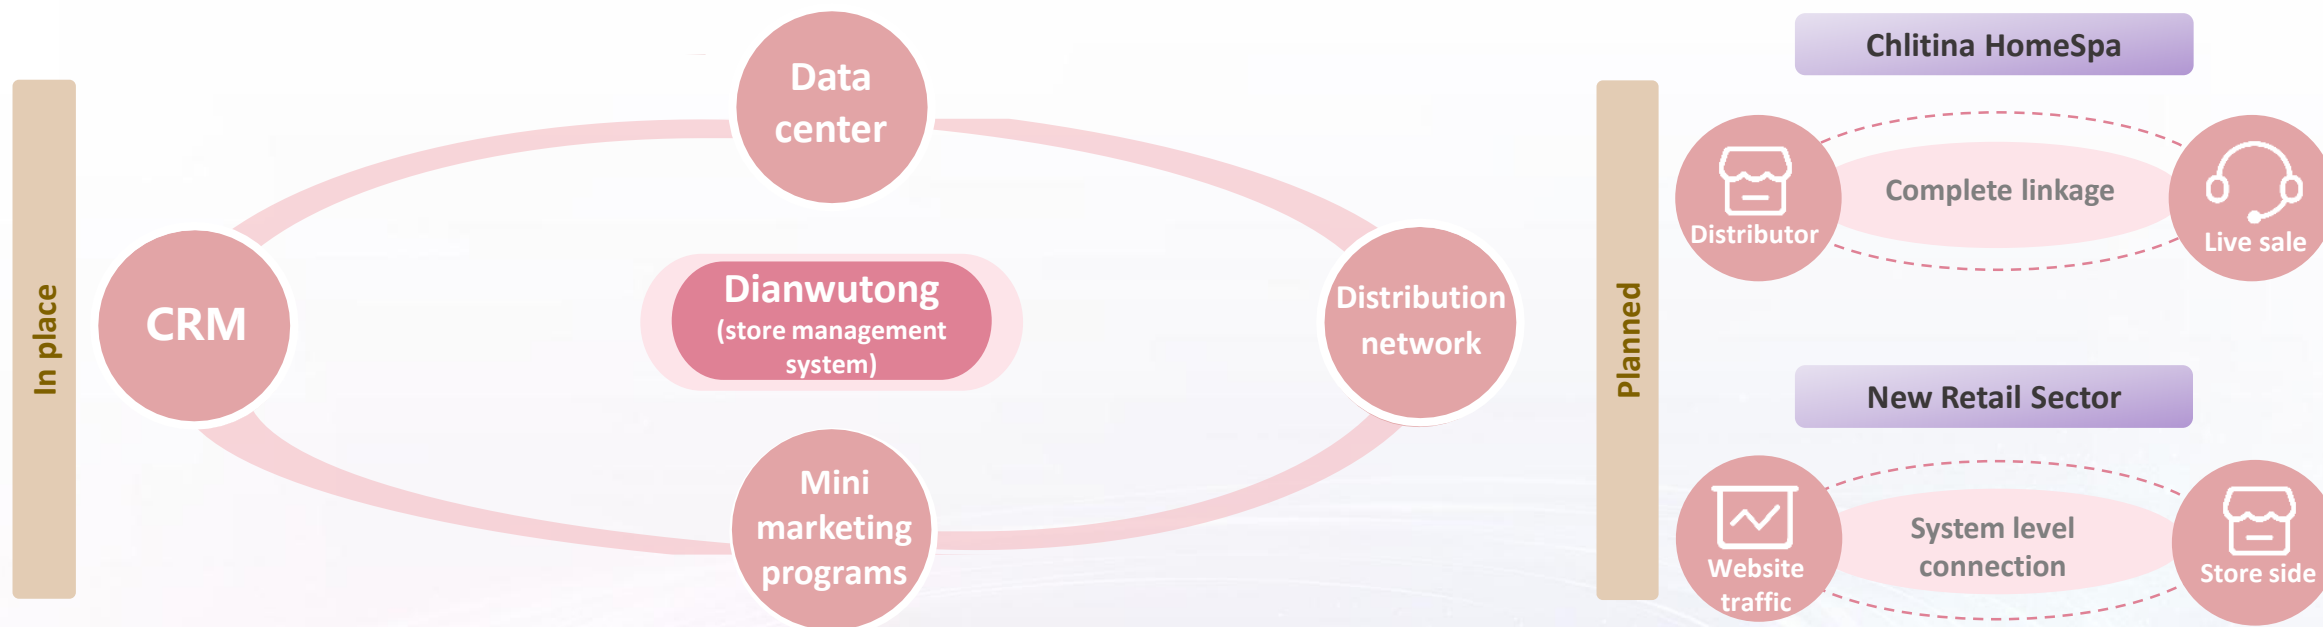 In place
Data
center
CRM
Dianwutong
(store management
system)
Distribution
network
Mini
marketing
programs
Planned
Chlitina HomeSpa
Distributor
Complete linkage
Live sale
New Retail Sector
Website
traffic
System level
connection
Store side